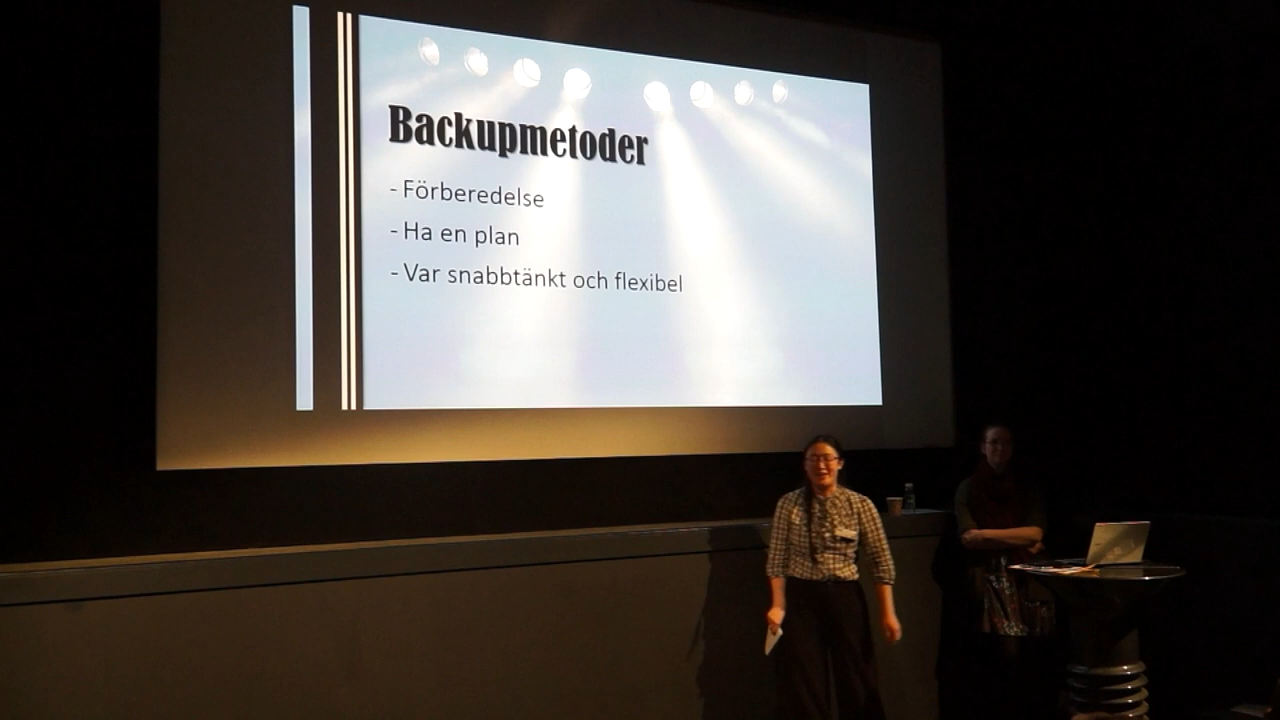 Backupmetoder
- Förberedelse
- Ha en plan
- Var snabbtänkt och flexibel